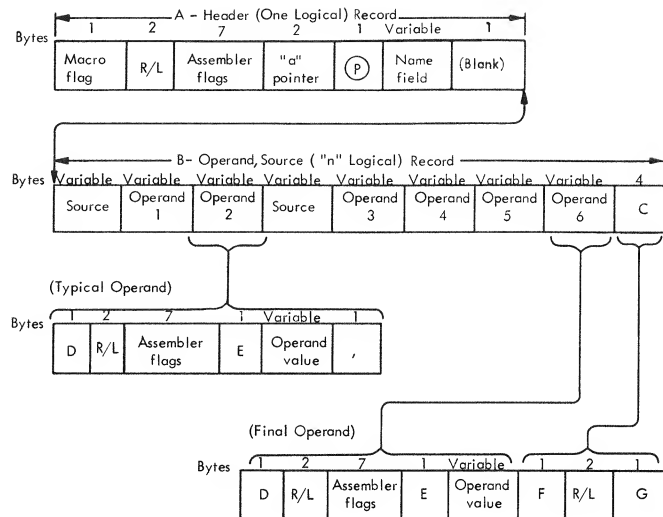 A - Header (One Logical) Record
Bytes 1 2 7 2 1 Variable 1
Macro flag R/L Assembler flags "a" pointer P Name field (Blank)
B- Operand, Source ( "n" Logical) Record
Bytes Variable Variable Variable Variable Variable Variable Variable Variable 4
Source Operand 1 Operand 2 Source Operand 3 Operand 4 Operand 5 Operand 6 C
(Typical Operand)
Bytes 1 2 7 1 Variable 1
D R/L Assembler flags E Operand value ,
(Final Operand)
Bytes 1 2 7 1 Variable 1 2 1
D R/L Assembler flags E Operand value F R/L G